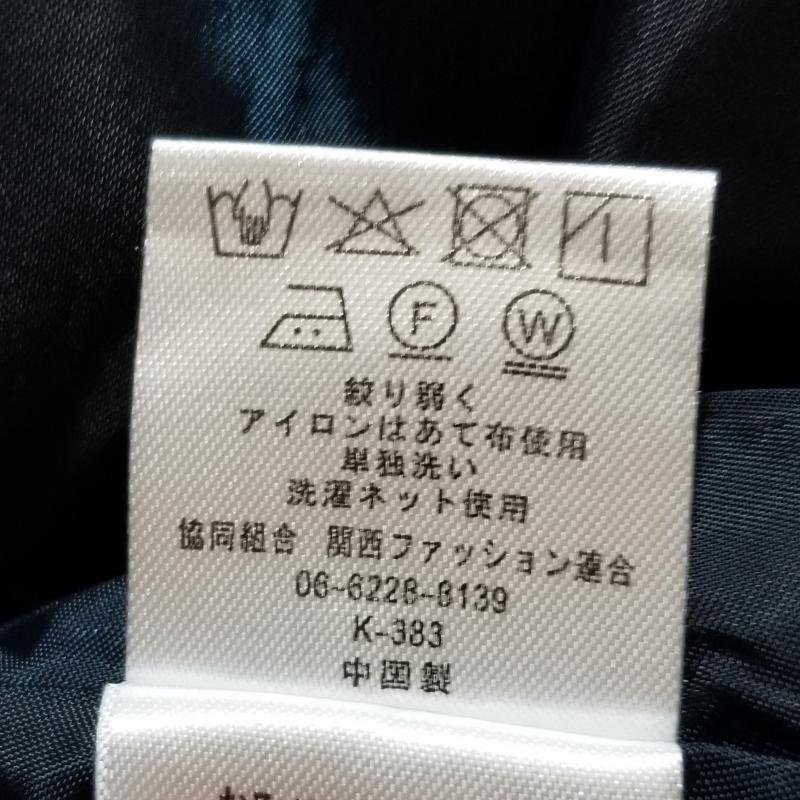 F W
絞り弱く
アイロンはあて布使用
単独洗い
洗濯ネット使用
協同組合 関西ファッション連合
06-6228-8139
K-383
中国製